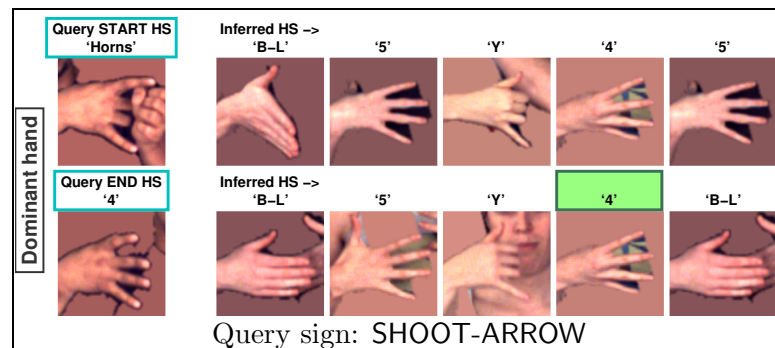 Query START HS
'Horns'
Inferred HS −>
'B−L' '5' 'Y' '4' '5'
Dominant hand
Query END HS
'4'
Inferred HS −>
'B−L' '5' 'Y' '4' 'B−L'
Query sign: SHOOT-ARROW